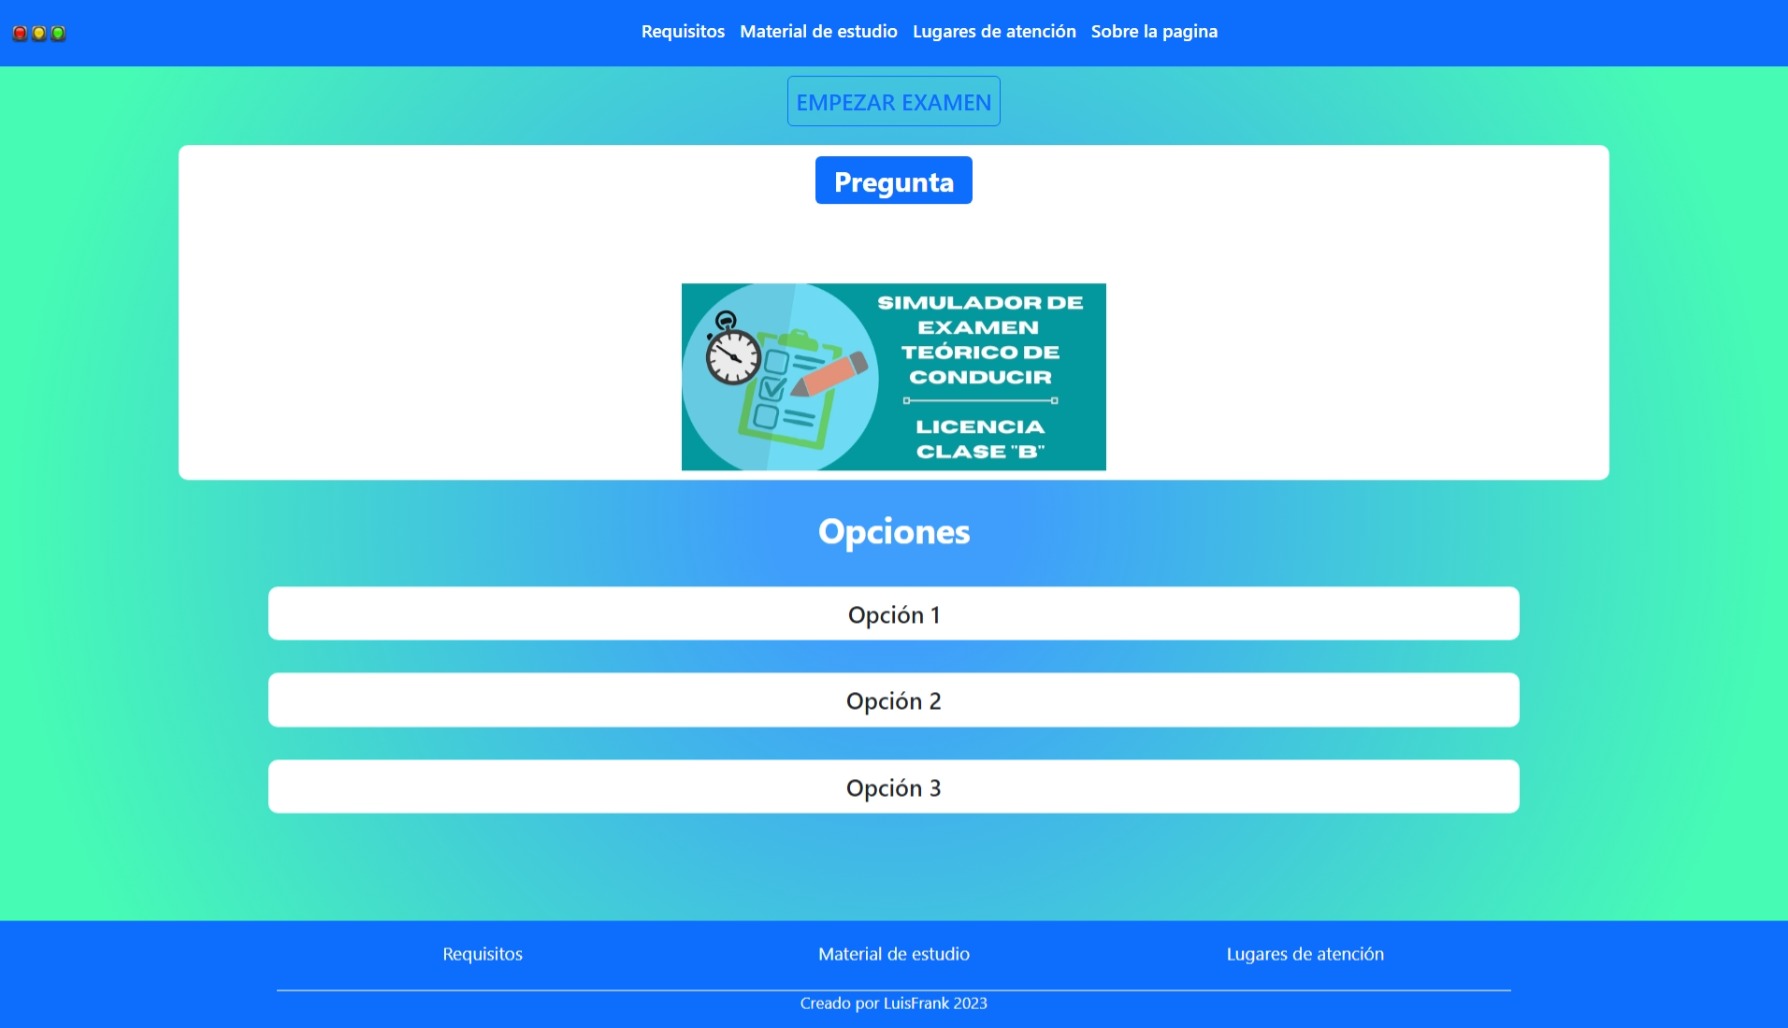 Requisitos Material de estudio Lugares de atención Sobre la pagina
EMPEZAR EXAMEN
Pregunta
SIMULADOR DE
EXAMEN
TEÓRICO DE
CONDUCIR
LICENCIA
CLASE "B"
Opciones
Opción 1
Opción 2
Opción 3
Requisitos Material de estudio Lugares de atención
Creado por LuisFrank 2023